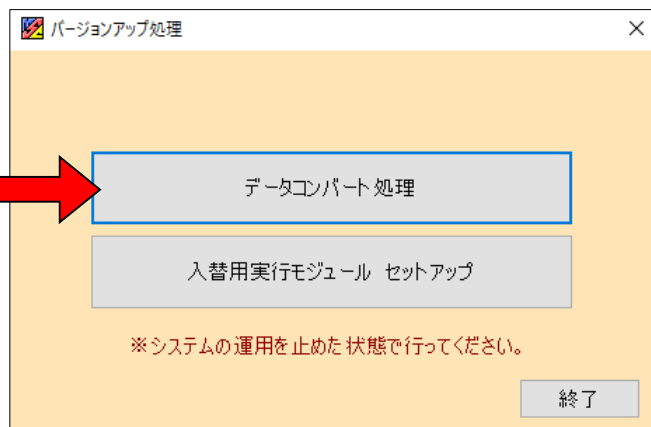 バージョンアップ処理
データコンバート処理
入替用実行モジュール セットアップ
※システムの運用を止めた状態で行ってください。
終了